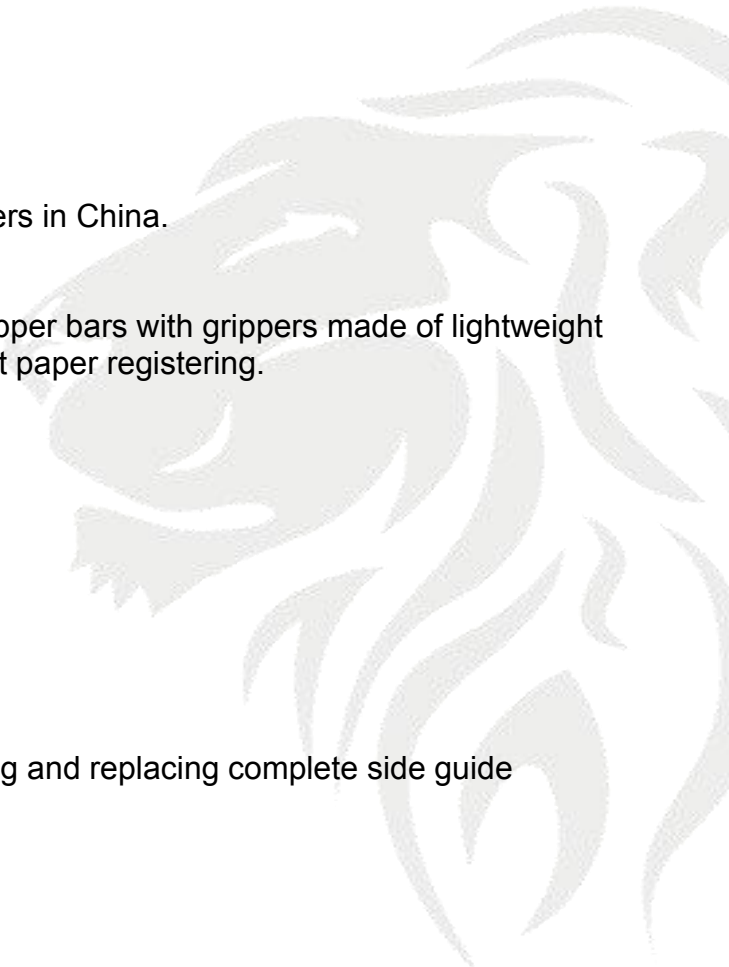 ers in China.
pper bars with grippers made of lightweight
t paper registering.
g and replacing complete side guide